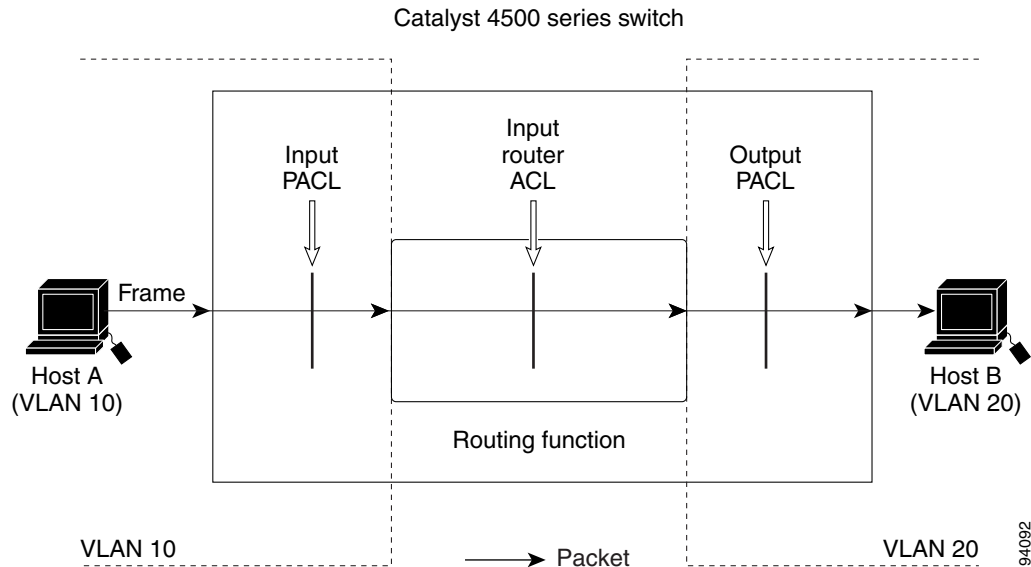 Catalyst 4500 series switch
Input
PACL
Input
router
ACL
Output
PACL
Frame
Host A
(VLAN 10)
Host B
(VLAN 20)
Routing function
VLAN 10
Packet
VLAN 20
94092